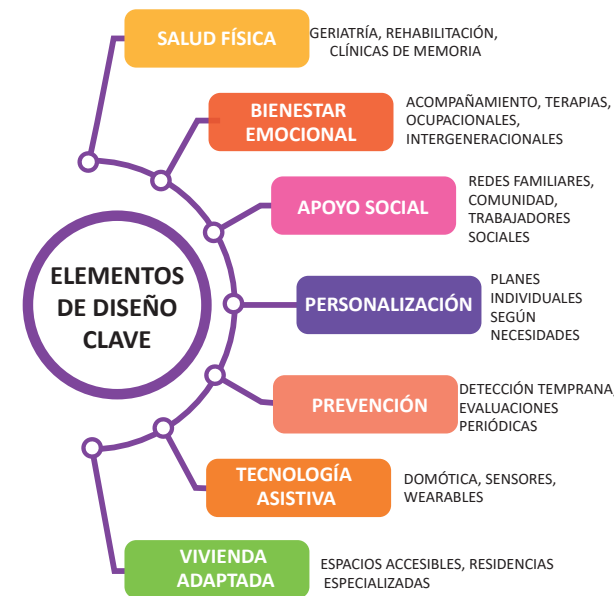 SALUD FÍSICA
GERIATRÍA, REHABILITACIÓN,
CLÍNICAS DE MEMORIA
BIENESTAR
EMOCIONAL
ACOMPAÑAMIENTO, TERAPIAS,
OCUPACIONALES,
INTERGENERACIONALES
APOYO SOCIAL
REDES FAMILIARES,
COMUNIDAD,
TRABAJADORES
SOCIALES
ELEMENTOS
DE DISEÑO
CLAVE
PERSONALIZACIÓN
PLANES
INDIVIDUALES
SEGÚN
NECESIDADES
PREVENCIÓN
DETECCIÓN TEMPRANA,
EVALUACIONES
PERIÓDICAS
TECNOLOGÍA
ASISTIVA
DOMÓTICA, SENSORES,
WEARABLES
VIVIENDA
ADAPTADA
ESPACIOS ACCESIBLES, RESIDENCIAS
ESPECIALIZADAS